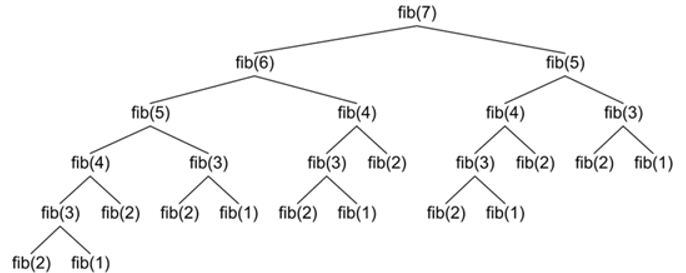 fib(7)
fib(6) fib(5)
fib(5) fib(4) fib(4) fib(3)
fib(4) fib(3) fib(3) fib(2) fib(3) fib(2) fib(2) fib(1)
fib(3) fib(2) fib(2) fib(1) fib(2) fib(1) fib(2) fib(1)
fib(2) fib(1)